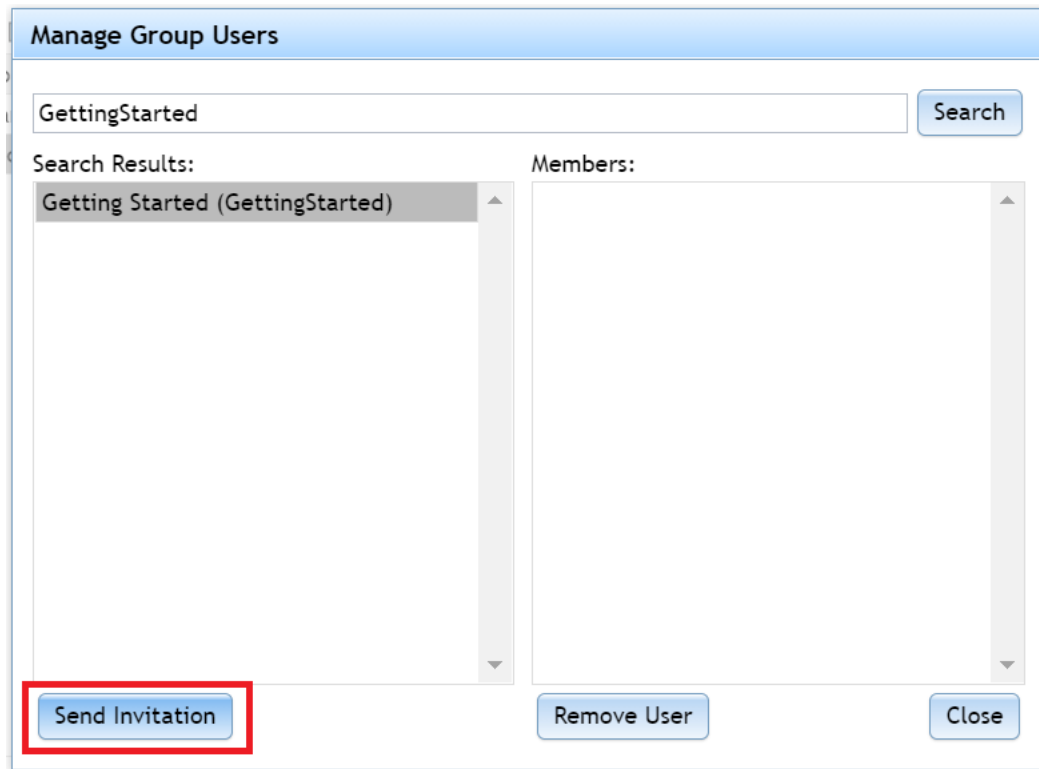 Manage Group Users
GettingStarted
Search
Search Results:
Members:
Getting Started (GettingStarted)
Send Invitation
Remove User
Close